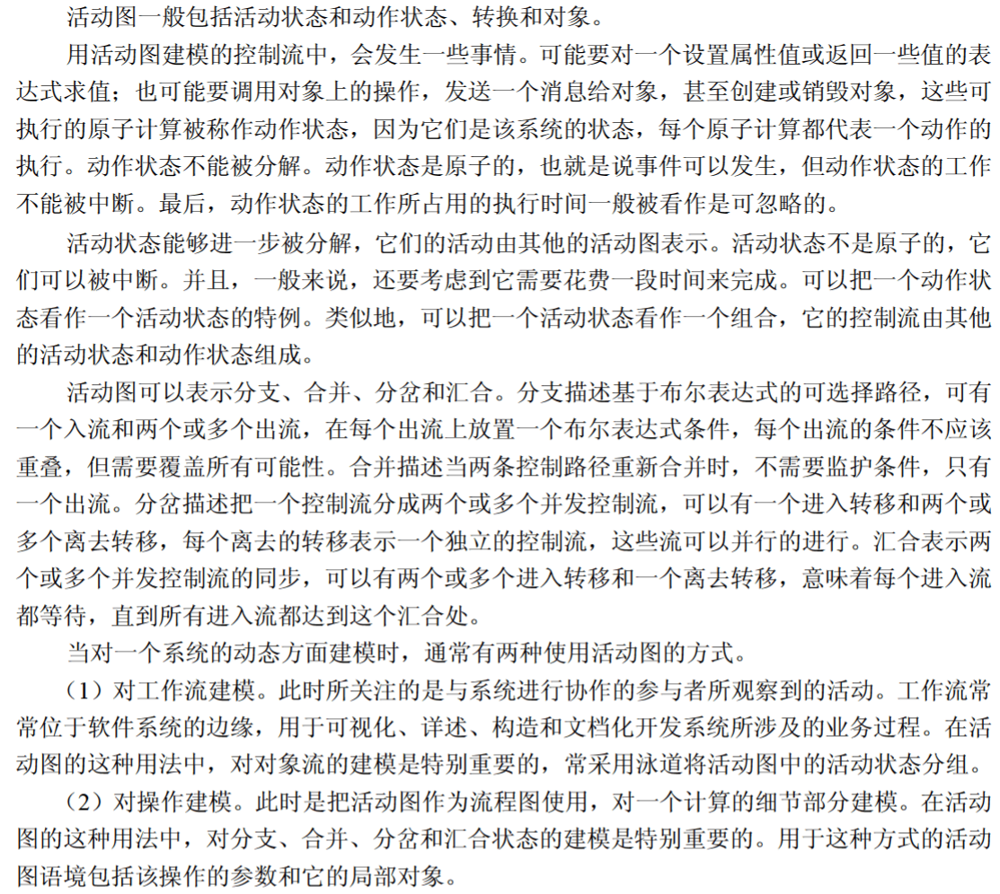 活动图一般包括活动状态和动作状态、转换和对象。
用活动图建模的控制流中，会发生一些事情。可能要对一个设置属性值或返回一些值的表
达式求值；也可能要调用对象上的操作，发送一个消息给对象，甚至创建或销毁对象，这些可
执行的原子计算被称作动作状态，因为它们是该系统的状态，每个原子计算都代表一个动作的
执行。动作状态不能被分解。动作状态是原子的，也就是说事件可以发生，但动作状态的工作
不能被中断。最后，动作状态的工作所占用的执行时间一般被看作是可忽略的。
活动状态能够进一步被分解，它们的活动由其他的活动图表示。活动状态不是原子的，它
们可以被中断。并且，一般来说，还要考虑到它需要花费一段时间来完成。可以把一个动作状
态看作一个活动状态的特例。类似地，可以把一个活动状态看作一个组合，它的控制流由其他
的活动状态和动作状态组成。
活动图可以表示分支、合并、分岔和汇合。分支描述基于布尔表达式的可选择路径，可有
一个入流和两个或多个出流，在每个出流上放置一个布尔表达式条件，每个出流的条件不应该
重叠，但需要覆盖所有可能性。合并描述当两条控制路径重新合并时，不需要监护条件，只有
一个出流。分岔描述把一个控制流分成两个或多个并发控制流，可以有一个进入转移和两个或
多个离去转移，每个离去的转移表示一个独立的控制流，这些流可以并行的进行。汇合表示两
个或多个并发控制流的同步，可以有两个或多个进入转移和一个离去转移，意味着每个进入流
都等待，直到所有进入流都达到这个汇合处。
当对一个系统的动态方面建模时，通常有两种使用活动图的方式。
（1）对工作流建模。此时所关注的是与系统进行协作的参与者所观察到的活动。工作流常
常位于软件系统的边缘，用于可视化、详述、构造和文档化开发系统所涉及的业务过程。在活
动图的这种用法中，对对象流的建模是特别重要的，常采用泳道将活动图中的活动状态分组。
（2）对操作建模。此时是把活动图作为流程图使用，对一个计算的细节部分建模。在活动
图的这种用法中，对分支、合并、分岔和汇合状态的建模是特别重要的。用于这种方式的活动
图语境包括该操作的参数和它的局部对象。